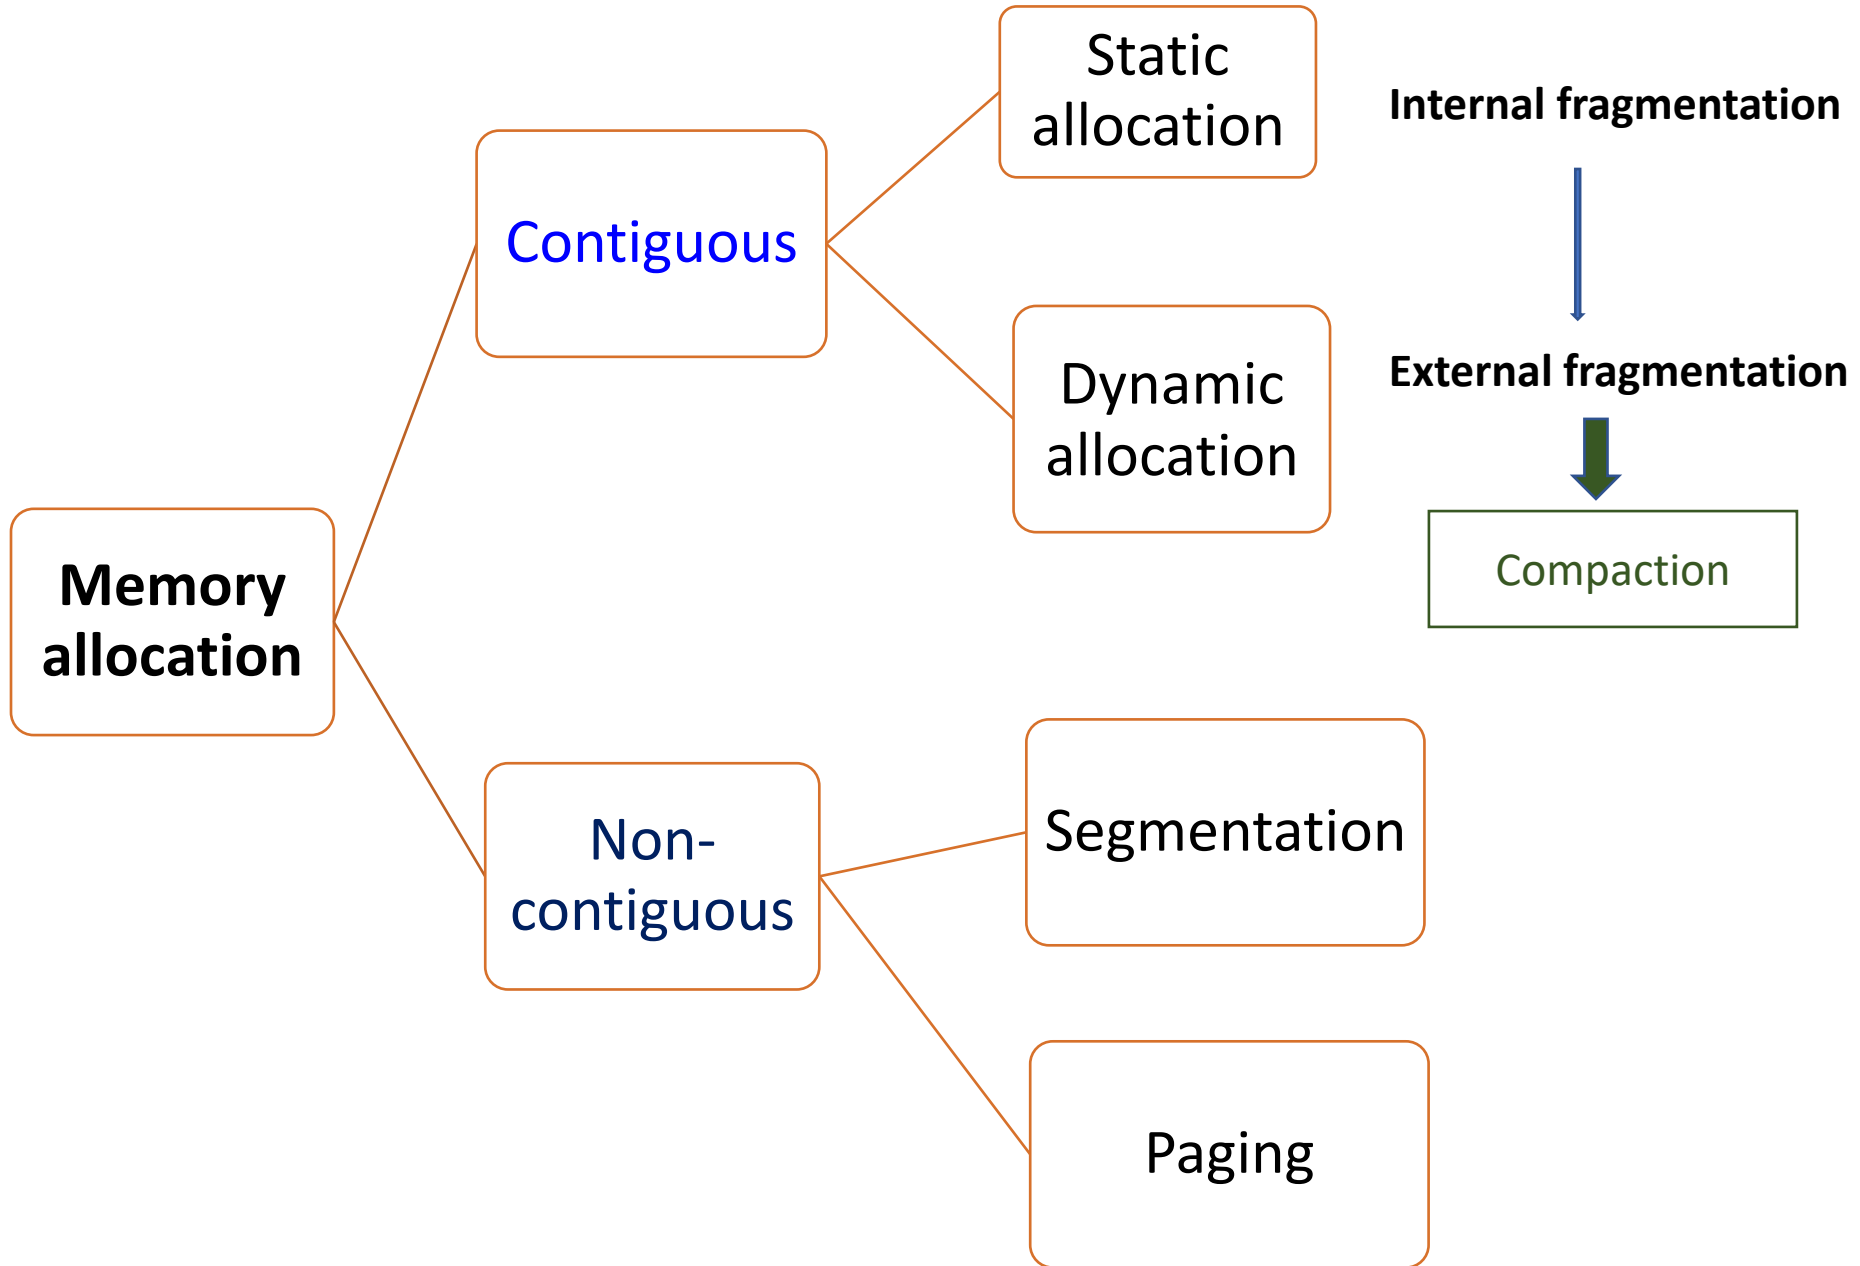 Static
allocation
Internal fragmentation
Contiguous
External fragmentation
Dynamic
allocation
Compaction
Memory
allocation
Segmentation
Non-
contiguous
Paging